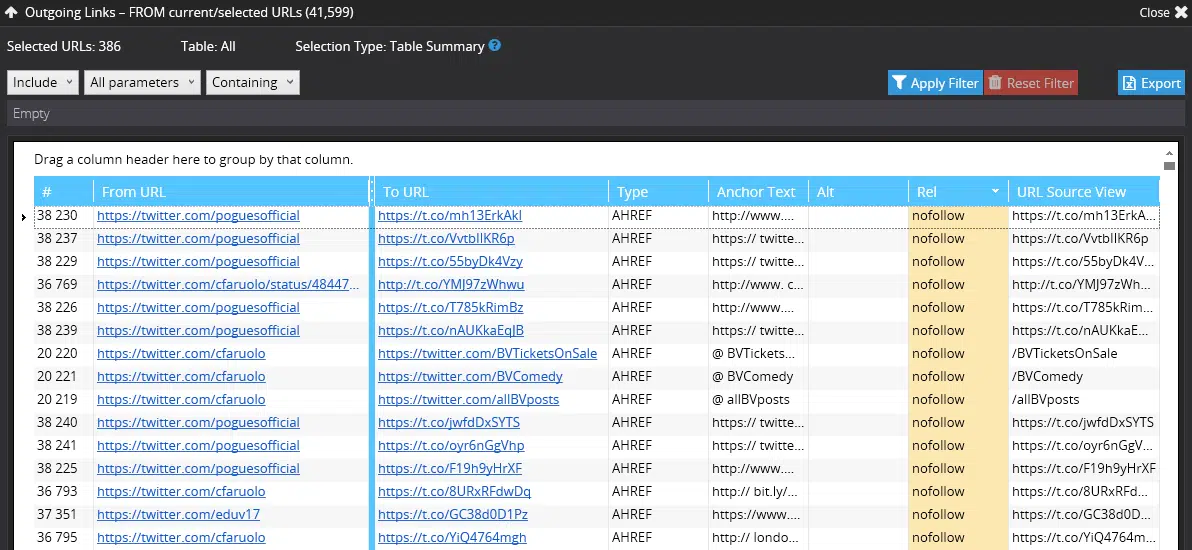 Outgoing Links – FROM current/selected URLs (41,599) Close
Selected URLs: 386 Table: All Selection Type: Table Summary ?
Include All parameters Containing Apply Filter Reset Filter Export
Empty
Drag a column header here to group by that column.
# From URL To URL Type Anchor Text Alt Rel URL Source View
38 230 https://twitter.com/poguesofficial https://t.co/mh13ErkAkl AHREF http://www.... nofollow https://t.co/mh13ErkA...
38 237 https://twitter.com/poguesofficial https://t.co/VvtbIlKR6p AHREF https:// twitte... nofollow https://t.co/VvtbIlKR6p
38 229 https://twitter.com/poguesofficial https://t.co/55byDk4Vzy AHREF https:// twitte... nofollow https://t.co/55byDk4Vzy
36 769 https://twitter.com/cfaruolo/status/48447... http://t.co/YMJ97zWhwu AHREF http://www. c... nofollow http://t.co/YMJ97zWh...
38 226 https://twitter.com/poguesofficial https://t.co/T785kRimBz AHREF http://www.... nofollow https://t.co/T785kRimBz
38 239 https://twitter.com/poguesofficial https://t.co/nAUKkaEqJB AHREF https:// twitte... nofollow https://t.co/nAUKkaE...
20 220 https://twitter.com/cfaruolo https://twitter.com/BVTicketsOnSale AHREF @ BVTickets... nofollow /BVTicketsOnSale
20 221 https://twitter.com/cfaruolo https://twitter.com/BVComedy AHREF @ BVComedy nofollow /BVComedy
20 219 https://twitter.com/cfaruolo https://twitter.com/allBVposts AHREF @ allBVposts nofollow /allBVposts
38 240 https://twitter.com/poguesofficial https://t.co/jwfdDxSYTS AHREF https:// twitte... nofollow https://t.co/jwfdDxSYTS
38 241 https://twitter.com/poguesofficial https://t.co/oyr6nGgVhp AHREF https:// twitte... nofollow https://t.co/oyr6nGgV...
38 225 https://twitter.com/poguesofficial https://t.co/F19h9yHrXF AHREF http://www.... nofollow https://t.co/F19h9yHrXF
36 793 https://twitter.com/cfaruolo https://t.co/8URxRFdwDq AHREF http:// bit.ly/... nofollow https://t.co/8URxRFd...
37 351 https://twitter.com/eduv17 https://t.co/GC38d0D1Pz AHREF https://www.... nofollow https://t.co/GC38d0D...
36 795 https://twitter.com/cfaruolo https://t.co/YiQ4764mgh AHREF http:// londo... nofollow https://t.co/YiQ4764...